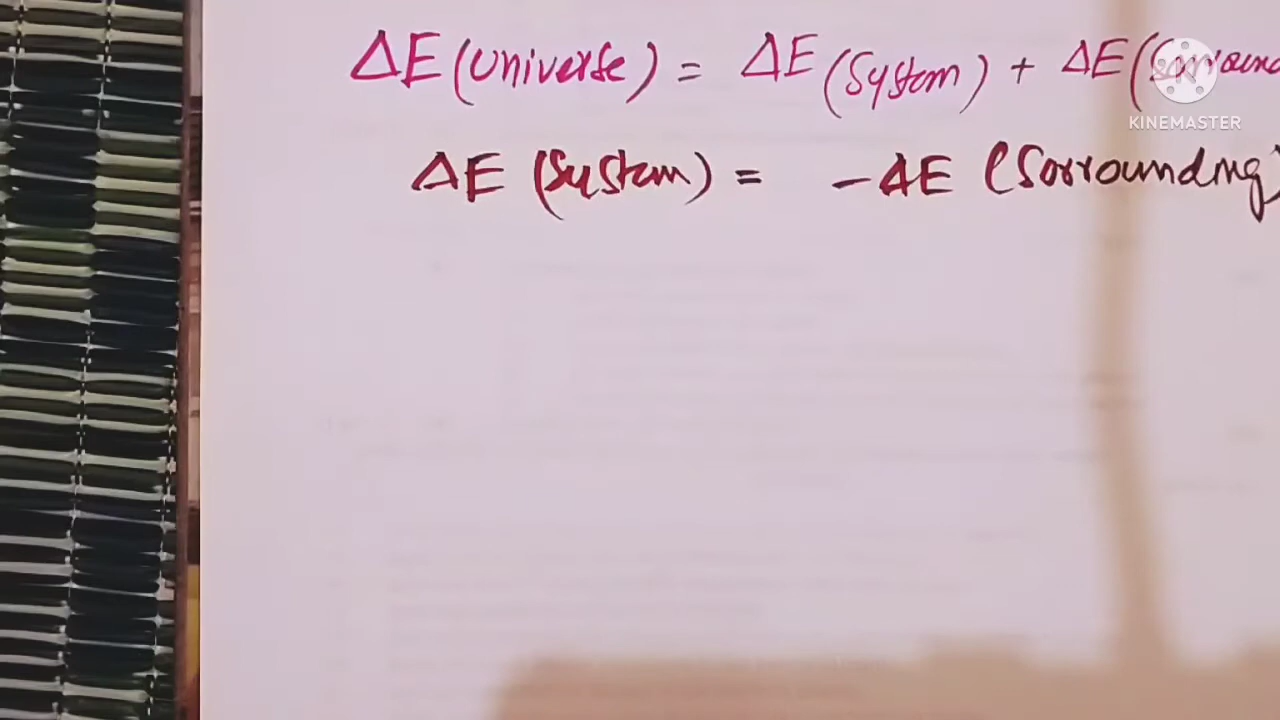 ΔE (Universe) = ΔE (System) + ΔE (
KINEMASTER
ΔE (System) = -ΔE (Sorrounding)